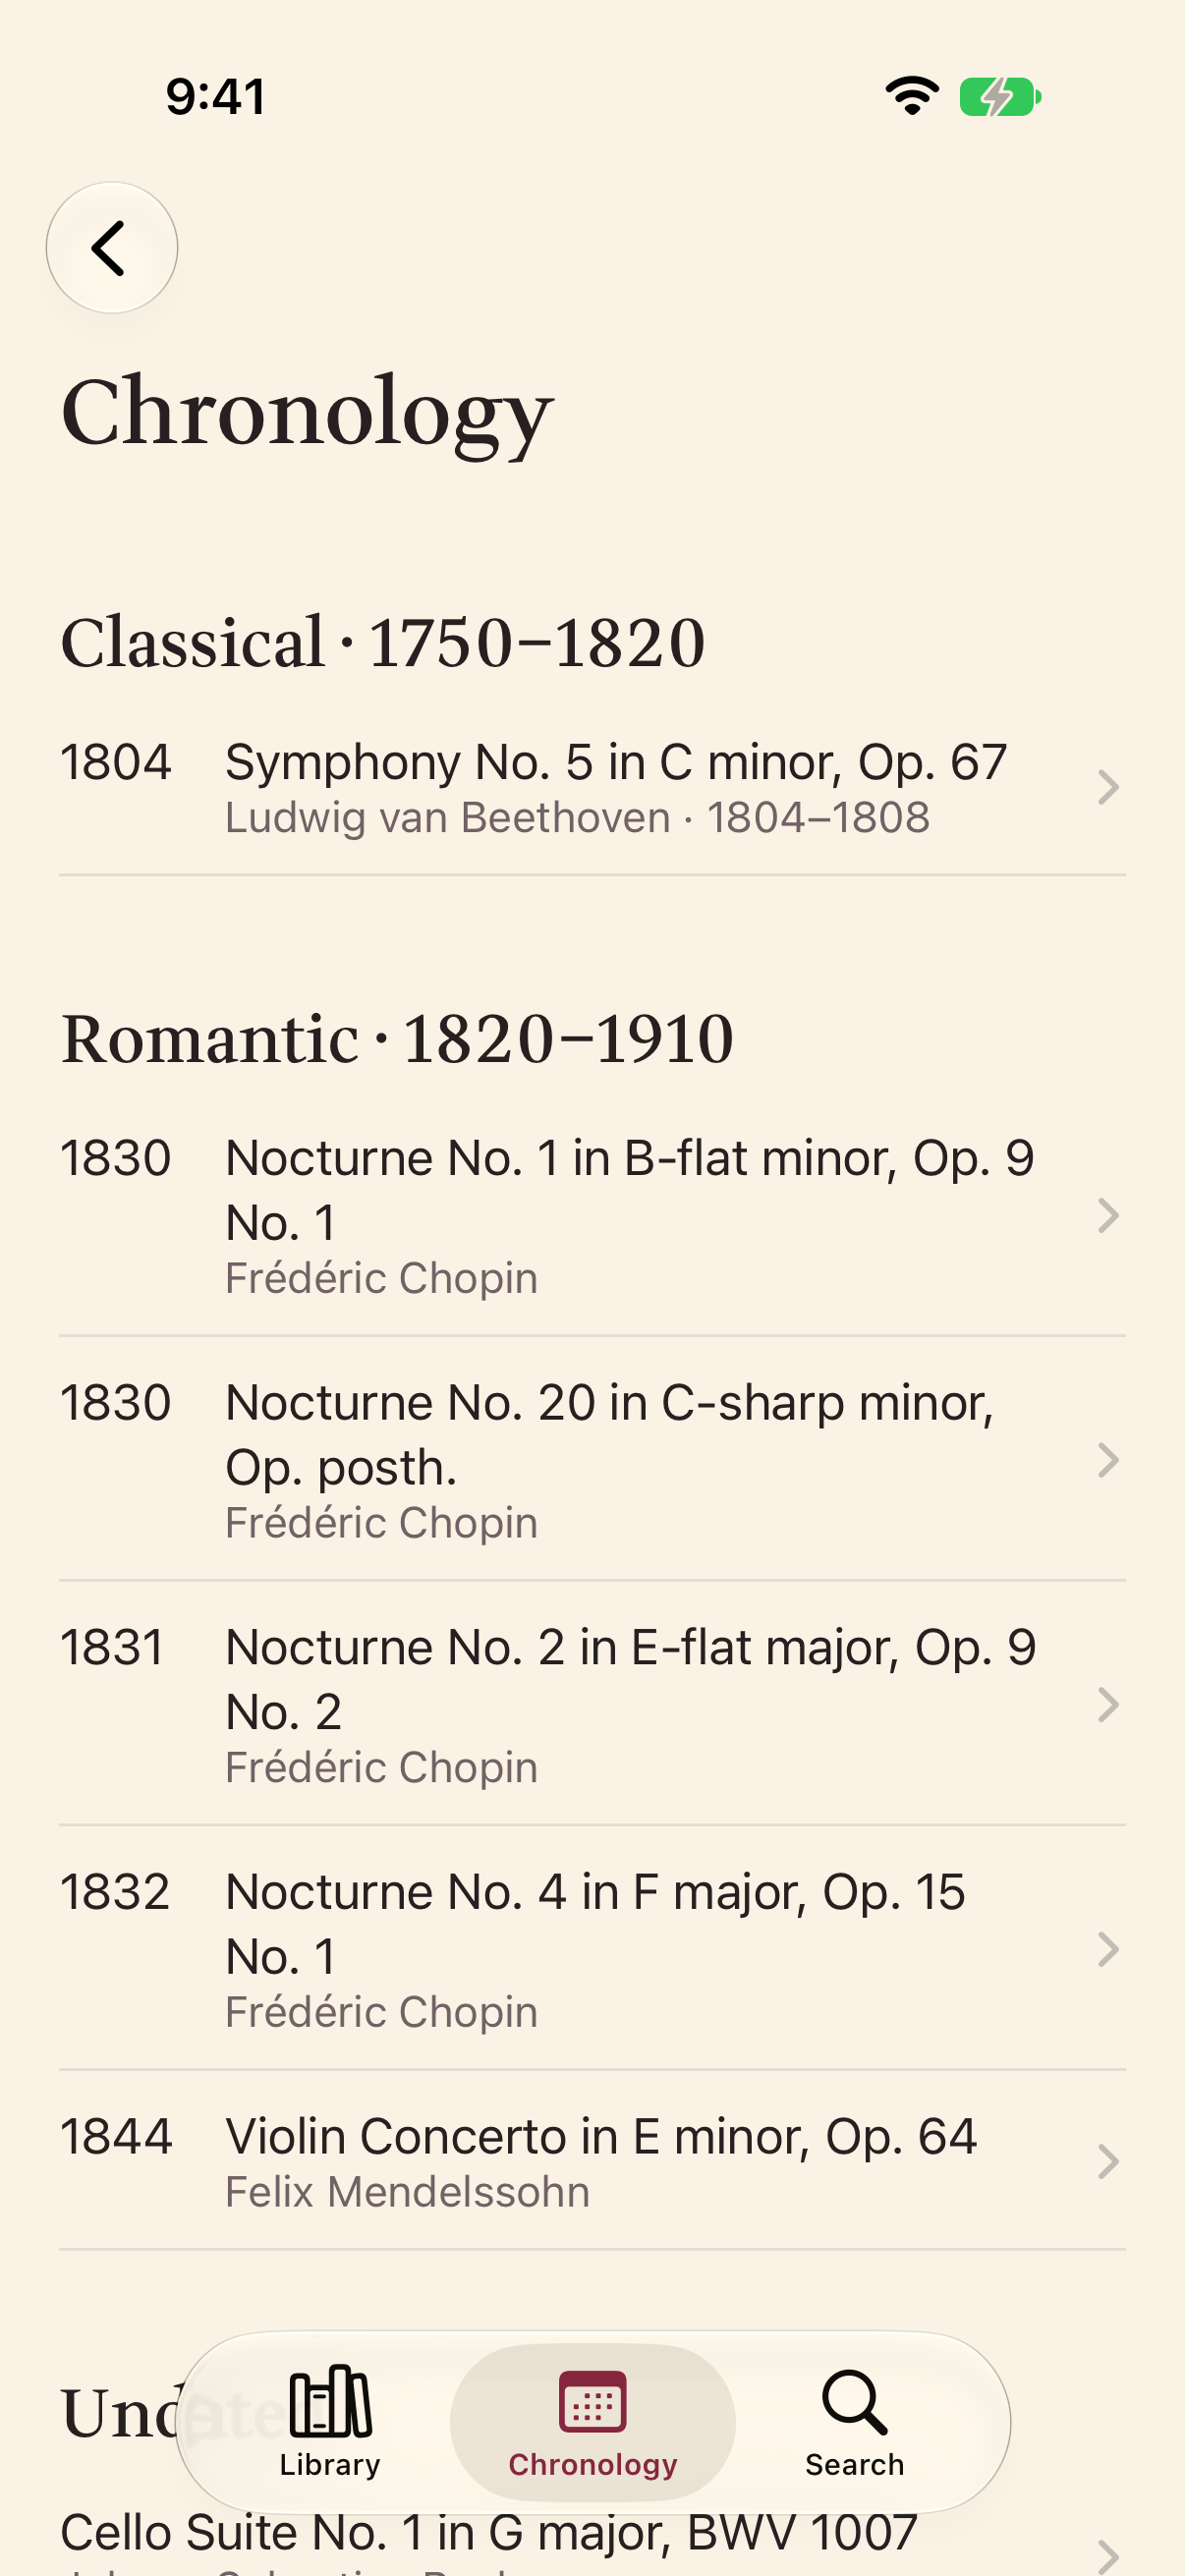 9:41
Chronology
Classical · 1750–1820
1804 Symphony No. 5 in C minor, Op. 67
Ludwig van Beethoven · 1804–1808
Romantic · 1820–1910
1830 Nocturne No. 1 in B-flat minor, Op. 9
No. 1
Frédéric Chopin
1830 Nocturne No. 20 in C-sharp minor,
Op. posth.
Frédéric Chopin
1831 Nocturne No. 2 in E-flat major, Op. 9
No. 2
Frédéric Chopin
1832 Nocturne No. 4 in F major, Op. 15
No. 1
Frédéric Chopin
1844 Violin Concerto in E minor, Op. 64
Felix Mendelssohn
Library Chronology Search
Cello Suite No. 1 in G major, BWV 1007